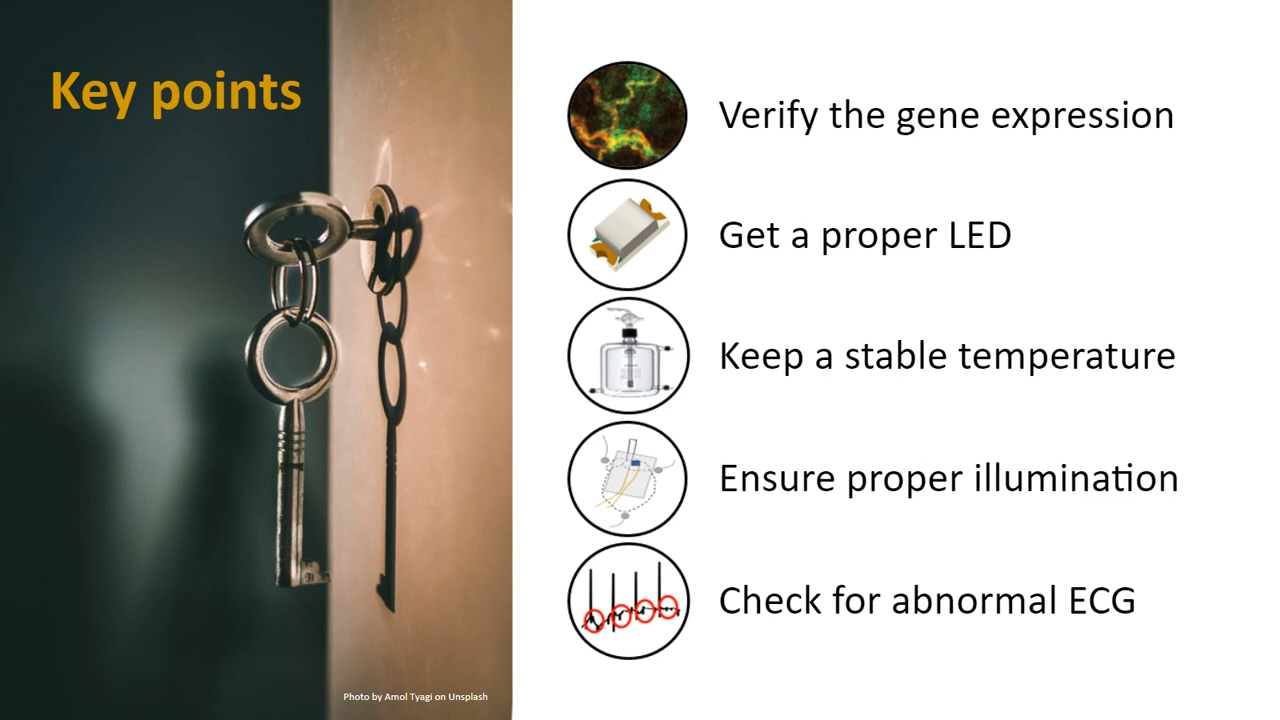 Key points
Verify the gene expression
Get a proper LED
Keep a stable temperature
Ensure proper illumination
Check for abnormal ECG
Photo by Amol Tyagi on Unsplash